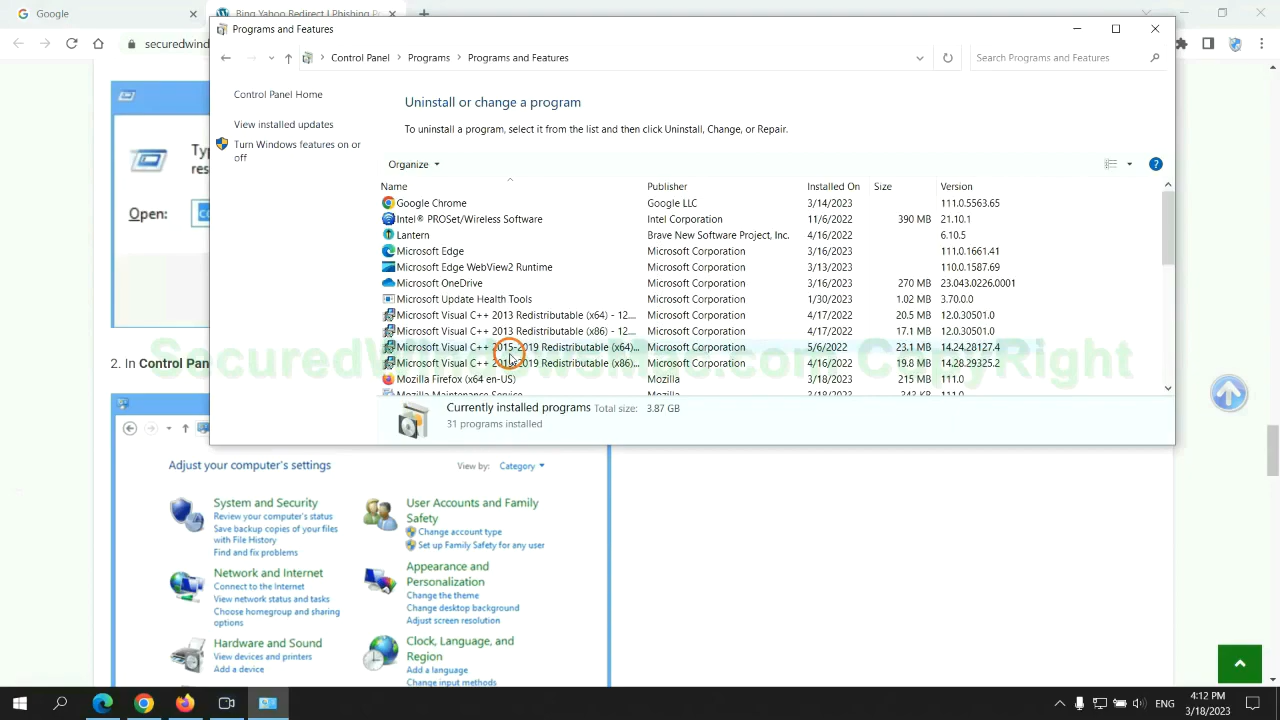 Google
Bing Yahoo Redirect | Phishing P
Programs and Features
securedwind
Control Panel
Programs
Programs and Features
Search Programs and Features
Control Panel Home
View installed updates
Turn Windows features on or
off
Uninstall or change a program
To uninstall a program, select it from the list and then click Uninstall, Change, or Repair.
Organize
Name Publisher Installed On Size Version
Google Chrome Google LLC 3/14/2023 111.0.5563.65
Intel® PROSet/Wireless Software Intel Corporation 11/6/2022 390 MB 21.10.1
Lantern Brave New Software Project, Inc. 4/16/2022 6.10.5
Microsoft Edge Microsoft Corporation 3/16/2023 111.0.1661.41
Microsoft Edge WebView2 Runtime Microsoft Corporation 3/13/2023 110.0.1587.69
Microsoft OneDrive Microsoft Corporation 3/16/2023 270 MB 23.043.0226.0001
Microsoft Update Health Tools Microsoft Corporation 1/30/2023 1.02 MB 3.70.0.0
Microsoft Visual C++ 2013 Redistributable (x64) - 12.... Microsoft Corporation 4/17/2022 20.5 MB 12.0.30501.0
Microsoft Visual C++ 2013 Redistributable (x86) - 12.... Microsoft Corporation 4/17/2022 17.1 MB 12.0.30501.0
Microsoft Visual C++ 2015-2019 Redistributable (x64)... Microsoft Corporation 5/6/2022 23.1 MB 14.24.28127.4
Microsoft Visual C++ 2015-2019 Redistributable (x86)... Microsoft Corporation 4/16/2022 19.8 MB 14.28.29325.2
Mozilla Firefox (x64 en-US) Mozilla 3/18/2023 215 MB 111.0
Mozilla Maintenance Service Mozilla 3/18/2023 343 KB 111.0
Currently installed programs Total size: 3.87 GB
31 programs installed
Ty
res
Open:
2. In Control Pan
Adjust your computer's settings
View by: Category
System and Security
Review your computer's status
Save backup copies of your files
with File History
Find and fix problems
Network and Internet
Connect to the Internet
View network status and tasks
Choose homegroup and sharing
options
Hardware and Sound
View devices and printers
Add a device
User Accounts and Family
Safety
Change account type
Set up Family Safety for any user
Appearance and
Personalization
Change the theme
Change desktop background
Adjust screen resolution
Clock, Language, and
Region
Add a language
Change input methods
ENG
4:12 PM
3/18/2023